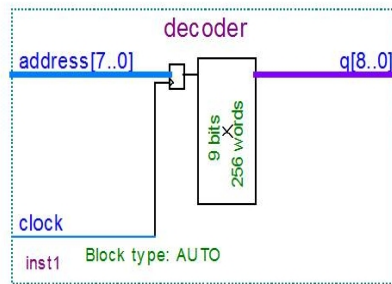 decoder
address[7..0]
q[8..0]
9 bits
×
256 words
clock
Block type: AUTO
inst1